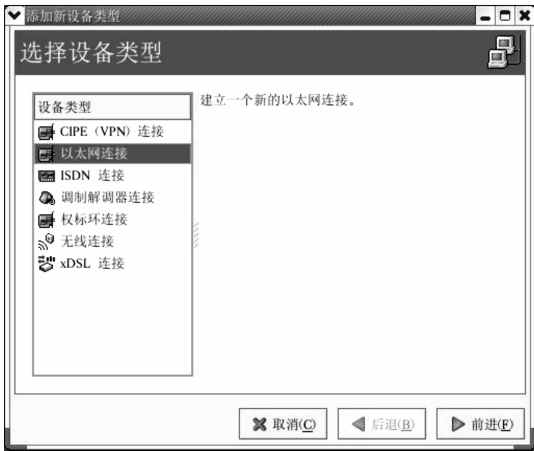 添加新设备类型
选择设备类型
设备类型
CIPE（VPN）连接
以太网连接
ISDN 连接
调制解调器连接
权标环连接
无线连接
xDSL 连接
建立一个新的以太网连接。
取消(C)
后退(B)
前进(F)